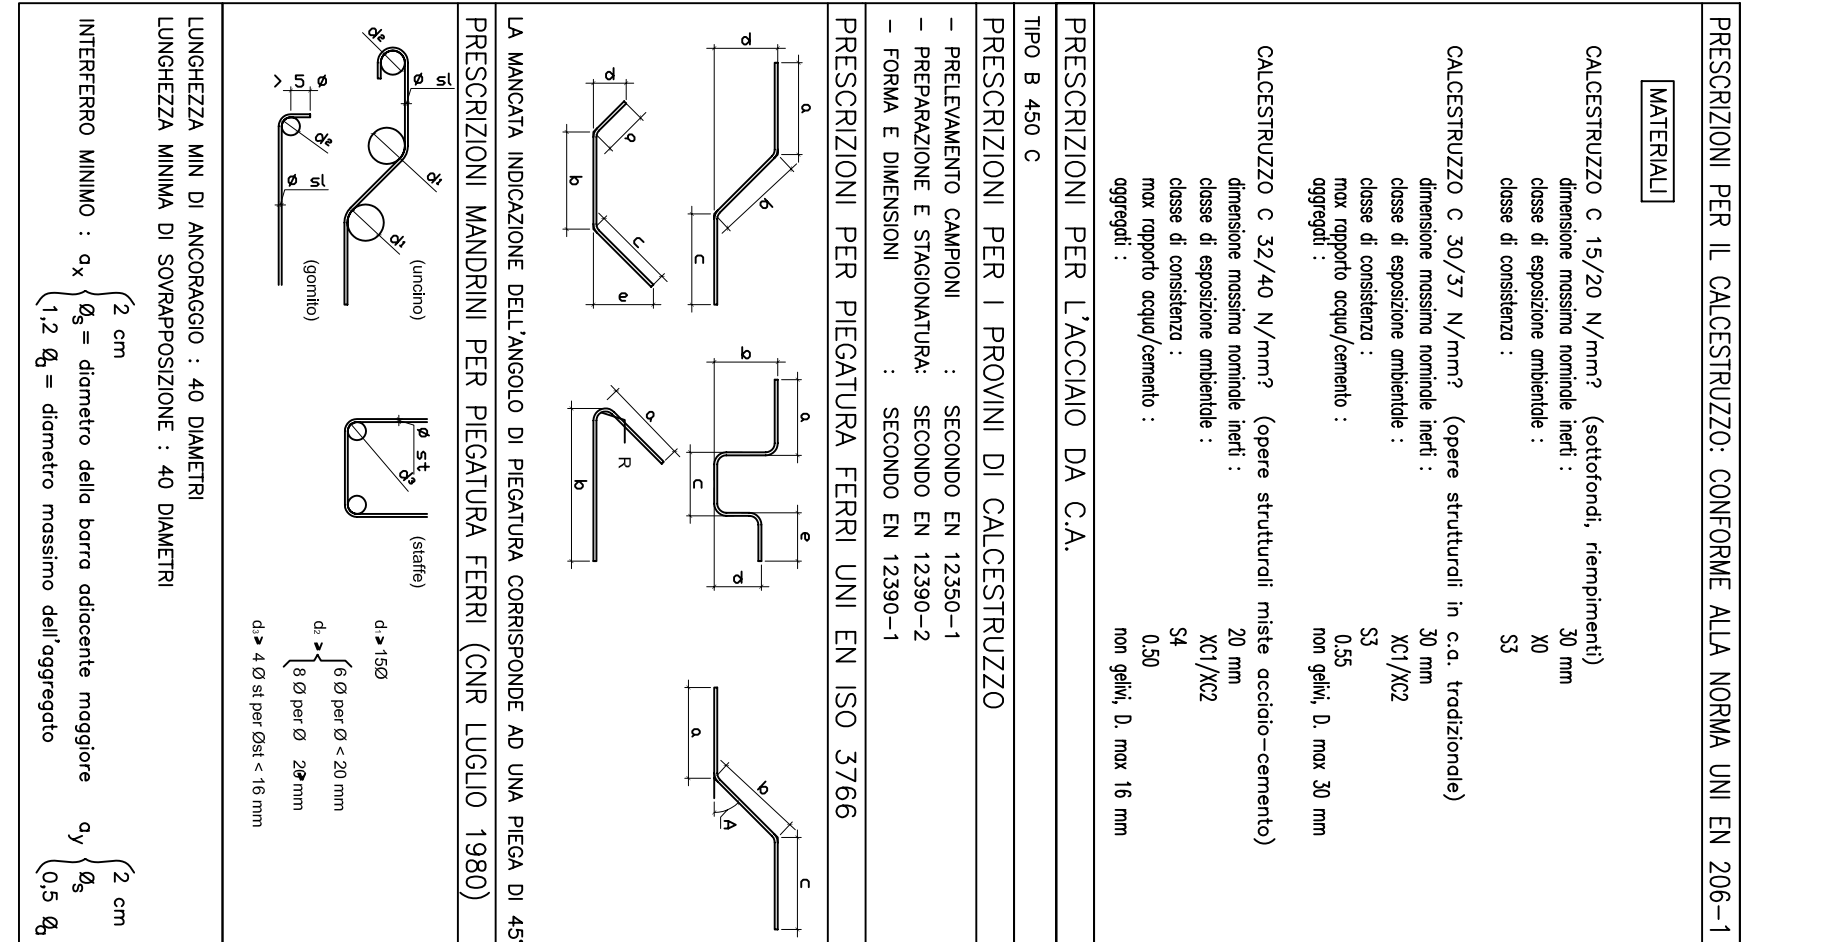 PRESCRIZIONI PER IL CALCESTRUZZO: CONFORME ALLA NORMA UNI EN 206-1
MATERIALI
CALCESTRUZZO C 15/20 N/mm? (sottofondi, riempimenti)
dimensione massima nominale inerti : 30 mm
classe di esposizione ambientale : X0
classe di consistenza : S3
CALCESTRUZZO C 30/37 N/mm? (opere strutturali in c.a. tradizionale)
dimensione massima nominale inerti : 30 mm
classe di esposizione ambientale : XC1/XC2
classe di consistenza : S3
max rapporto acqua/cemento : 0.55
aggregati : non gelivi, D. max 30 mm
CALCESTRUZZO C 32/40 N/mm? (opere strutturali miste acciaio-cemento)
dimensione massima nominale inerti : 20 mm
classe di esposizione ambientale : XC1/XC2
classe di consistenza : S4
max rapporto acqua/cemento : 0.50
aggregati : non gelivi, D. max 16 mm
PRESCRIZIONI PER L'ACCIAIO DA C.A.
TIPO B 450 C
PRESCRIZIONI PER I PROVINI DI CALCESTRUZZO
- PRELEVAMENTO CAMPIONI : SECONDO EN 12350-1
- PREPARAZIONE E STAGIONATURA: SECONDO EN 12390-2
- FORMA E DIMENSIONI : SECONDO EN 12390-1
PRESCRIZIONI PER PIEGATURA FERRI UNI EN ISO 3766
a b c d
a b c d e
a b c A
a b c d e
a b R
LA MANCATA INDICAZIONE DELL'ANGOLO DI PIEGATURA CORRISPONDE AD UNA PIEGA DI 45°
PRESCRIZIONI MANDRINI PER PIEGATURA FERRI (CNR LUGLIO 1980)
d2 Ø sl d1 d1 (uncino)
> 5 Ø d2 Ø sl (gomito)
Ø st d3 (staffe)
d1 ≥ 15Ø
d2 ≥ 6 Ø per Ø < 20 mm
8 Ø per Ø ≥ 20 mm
d3 ≥ 4 Ø st per Øst < 16 mm
LUNGHEZZA MIN DI ANCORAGGIO : 40 DIAMETRI
LUNGHEZZA MINIMA DI SOVRAPPOSIZIONE : 40 DIAMETRI
INTERFERRO MINIMO : ax 2 cm ay 2 cm
Øs = diametro della barra adiacente maggiore Øs
1,2 Øa = diametro massimo dell'aggregato 0,5 Øa